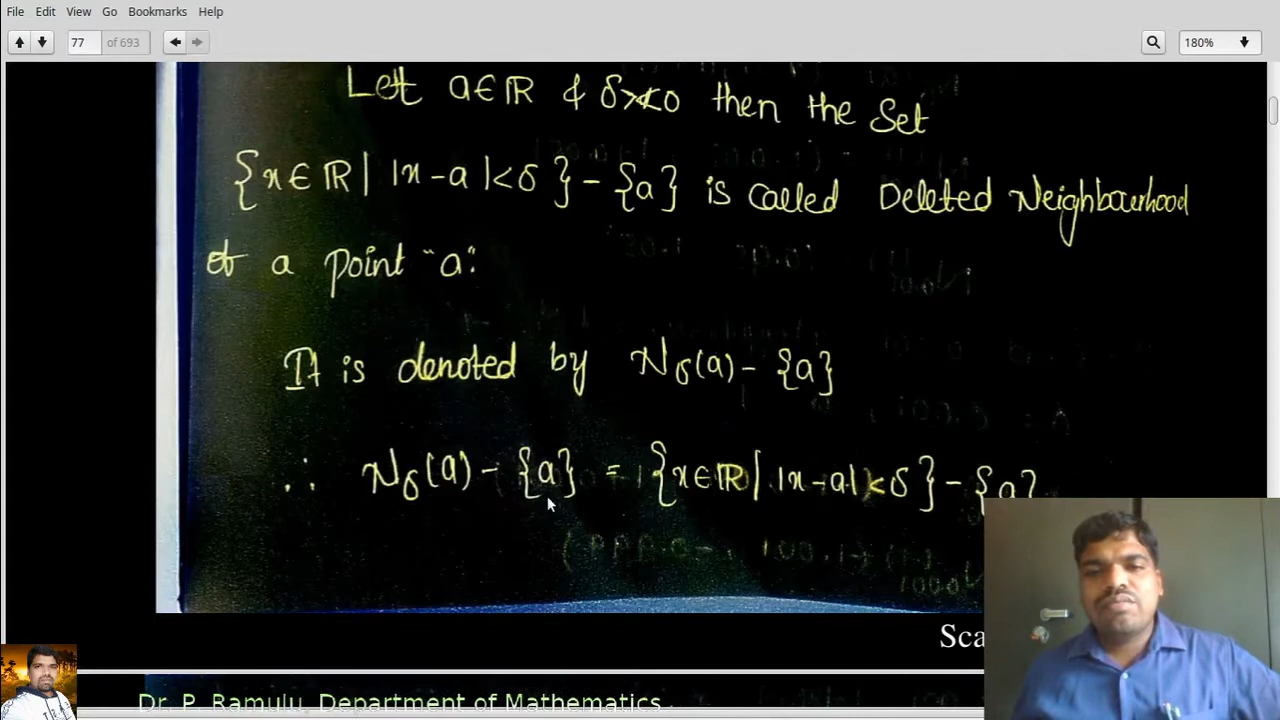 File Edit View Go Bookmarks Help
77 of 693 180%
Let a∈ℝ & δ>0 then the Set
{x∈ℝ| |x-a|<δ} - {a} is called Deleted Neighbourhood
of a point "a".
It is denoted by Nδ(a) - {a}
∴ Nδ(a) - {a} = {x∈ℝ| |x-a|<δ} - {a}
Sca
Dr. P. Ramulu, Department of Mathematics